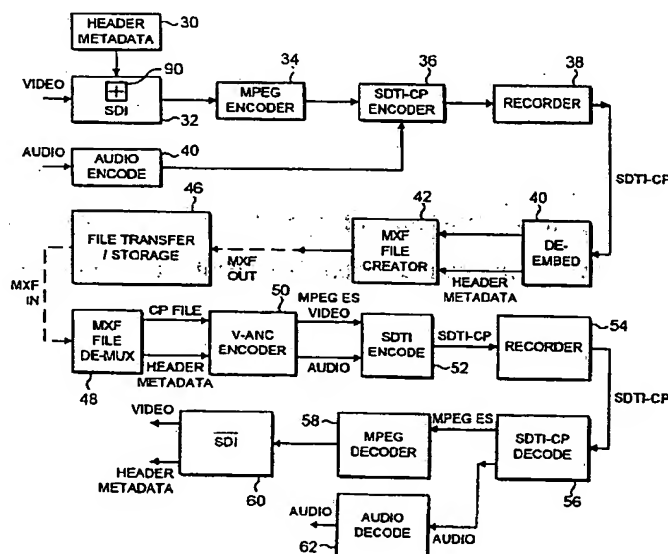 HEADER
METADATA
30
90
VIDEO
SDI
32
34
MPEG
ENCODER
36
SDTI-CP
ENCODER
38
RECORDER
AUDIO
AUDIO
ENCODE
40
SDTI-CP
46
FILE TRANSFER
/ STORAGE
MXF
OUT
42
MXF
FILE
CREATOR
40
DE-
EMBED
HEADER
METADATA
MXF
IN
MXF
FILE
DE-MUX
48
CP FILE
HEADER
METADATA
50
V-ANC
ENCODER
MPEG ES
VIDEO
AUDIO
SDTI
ENCODE
52
SDTI-CP
54
RECORDER
SDTI-CP
VIDEO
HEADER
METADATA
SDI
60
58
MPEG
DECODER
MPEG ES
SDTI-CP
DECODE
56
AUDIO
AUDIO
DECODE
62
AUDIO